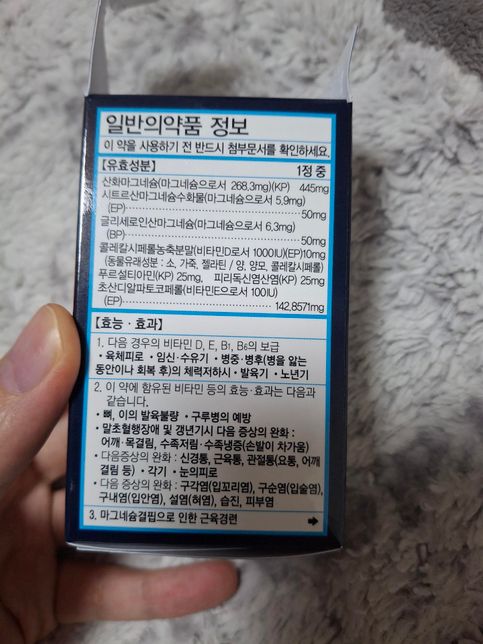 일반의약품 정보
이 약을 사용하기 전 반드시 첨부문서를 확인하세요.
【유효성분】 1정 중
산화마그네슘(마그네슘으로서 268.3mg)(KP) 445mg
시트르산마그네슘수화물(마그네슘으로서 5.9mg)
(EP)······50mg
글리세로인산마그네슘(마그네슘으로서 6.3mg)
(BP)······50mg
콜레칼시페롤농축분말(비타민D로서 1000IU)(EP)10mg
(동물유래성분 : 소, 가죽, 젤라틴 / 양, 양모, 콜레칼시페롤)
푸르설티아민(KP) 25mg, 피리독신염산염(KP) 25mg
초산디알파토코페롤(비타민E으로서 100IU)
(EP)······142.8571mg
【효능·효과】
1. 다음 경우의 비타민 D, E, B₁, B₆의 보급
• 육체피로 • 임신·수유기 • 병중·병후(병을 앓는
동안이나 회복 후)의 체력저하시 • 발육기 • 노년기
2. 이 약에 함유된 비타민 등의 효능·효과는 다음과
같습니다.
• 뼈, 이의 발육불량 • 구루병의 예방
• 말초혈행장애 및 갱년기시 다음 증상의 완화 :
어깨·목결림, 수족저림·수족냉증(손발이 차가움)
• 다음증상의 완화 : 신경통, 근육통, 관절통(요통, 어깨
결림 등) • 각기 • 눈의피로
• 다음 증상의 완화 : 구각염(입꼬리염), 구순염(입술염),
구내염(입안염), 설염(혀염), 습진, 피부염
3. 마그네슘결핍으로 인한 근육경련